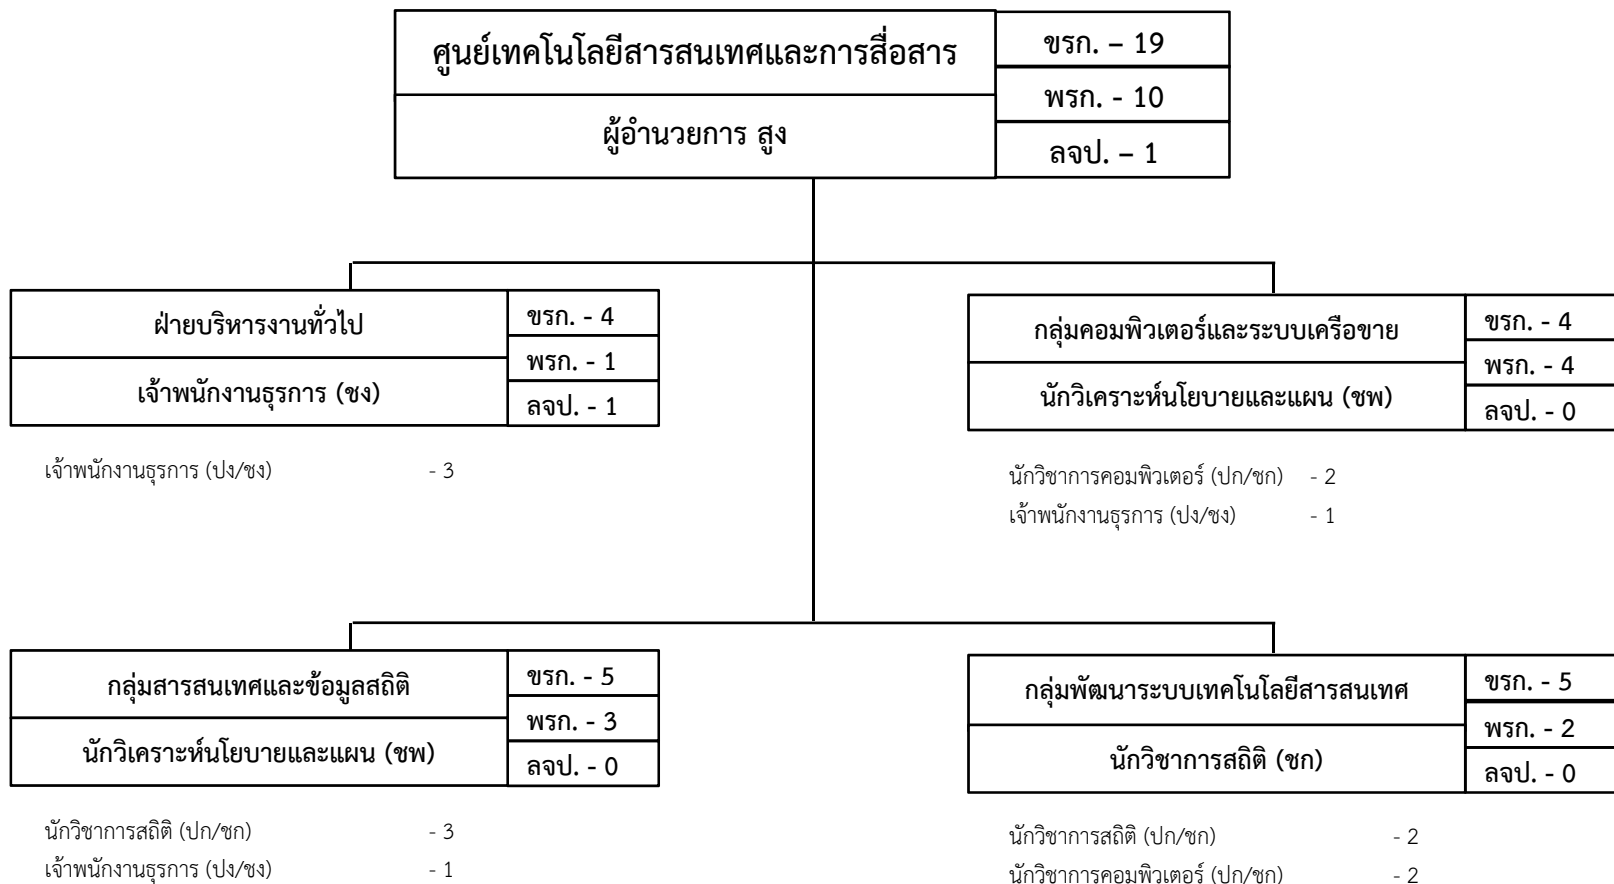 ศูนย์เทคโนโลยีสารสนเทศและการสื่อสาร
ผู้อำนวยการ สูง
ขรก. – 19
พรก. - 10
ลจป. – 1
ฝ่ายบริหารงานทั่วไป
เจ้าพนักงานธุรการ (ชง)
ขรก. - 4
พรก. - 1
ลจป. - 1
เจ้าพนักงานธุรการ (ปง/ชง) - 3
กลุ่มคอมพิวเตอร์และระบบเครือขาย
นักวิเคราะห์นโยบายและแผน (ชพ)
ขรก. - 4
พรก. - 4
ลจป. - 0
นักวิชาการคอมพิวเตอร์ (ปก/ชก) - 2
เจ้าพนักงานธุรการ (ปง/ชง) - 1
กลุ่มสารสนเทศและข้อมูลสถิติ
นักวิเคราะห์นโยบายและแผน (ชพ)
ขรก. - 5
พรก. - 3
ลจป. - 0
นักวิชาการสถิติ (ปก/ชก) - 3
เจ้าพนักงานธุรการ (ปง/ชง) - 1
กลุ่มพัฒนาระบบเทคโนโลยีสารสนเทศ
นักวิชาการสถิติ (ชก)
ขรก. - 5
พรก. - 2
ลจป. - 0
นักวิชาการสถิติ (ปก/ชก) - 2
นักวิชาการคอมพิวเตอร์ (ปก/ชก) - 2